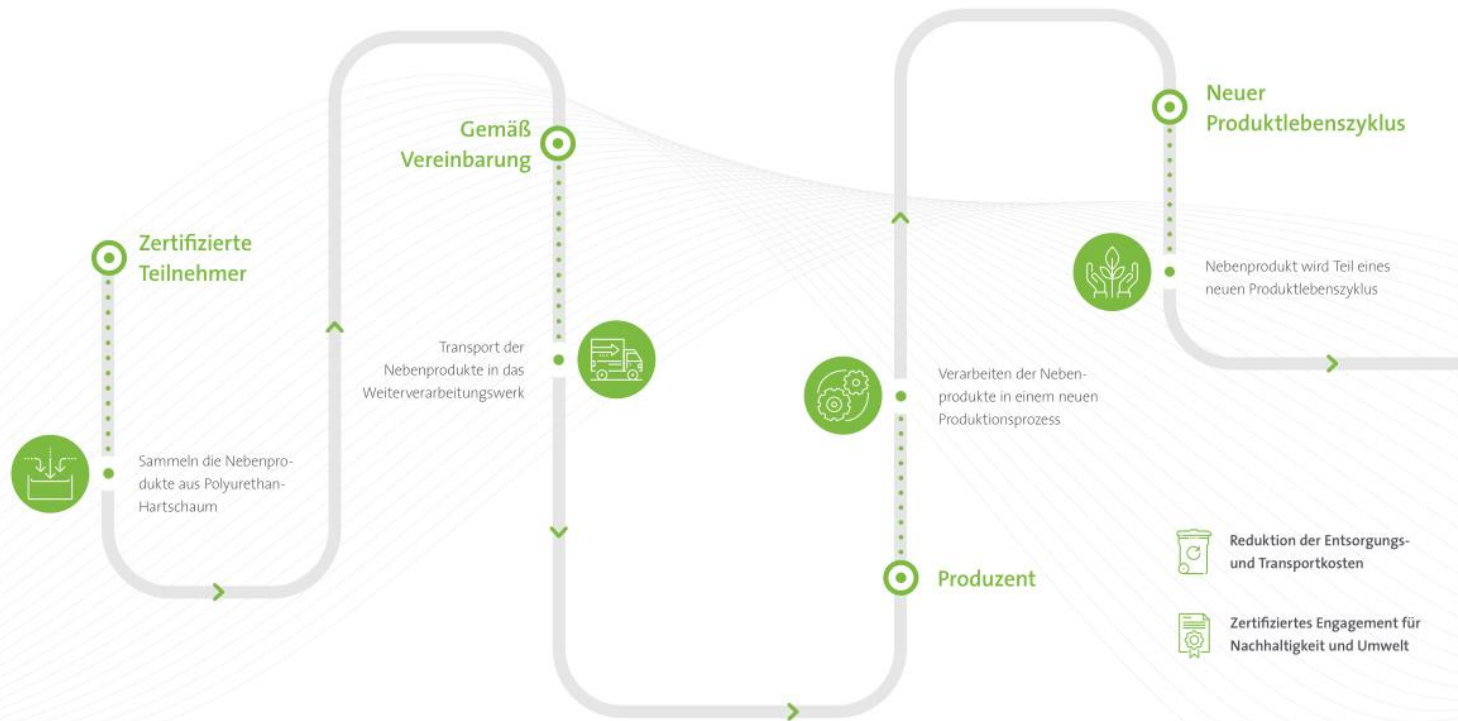 Zertifizierte
Teilnehmer
Sammeln die Nebenpro-
dukte aus Polyurethan-
Hartschaum
Gemäß
Vereinbarung
Transport der
Nebenprodukte in das
Weiterverarbeitungswerk
Produzent
Verarbeiten der Neben-
produkte in einem neuen
Produktionsprozess
Neuer
Produktlebenszyklus
Nebenprodukt wird Teil eines
neuen Produktlebenszyklus
Reduktion der Entsorgungs-
und Transportkosten
Zertifiziertes Engagement für
Nachhaltigkeit und Umwelt